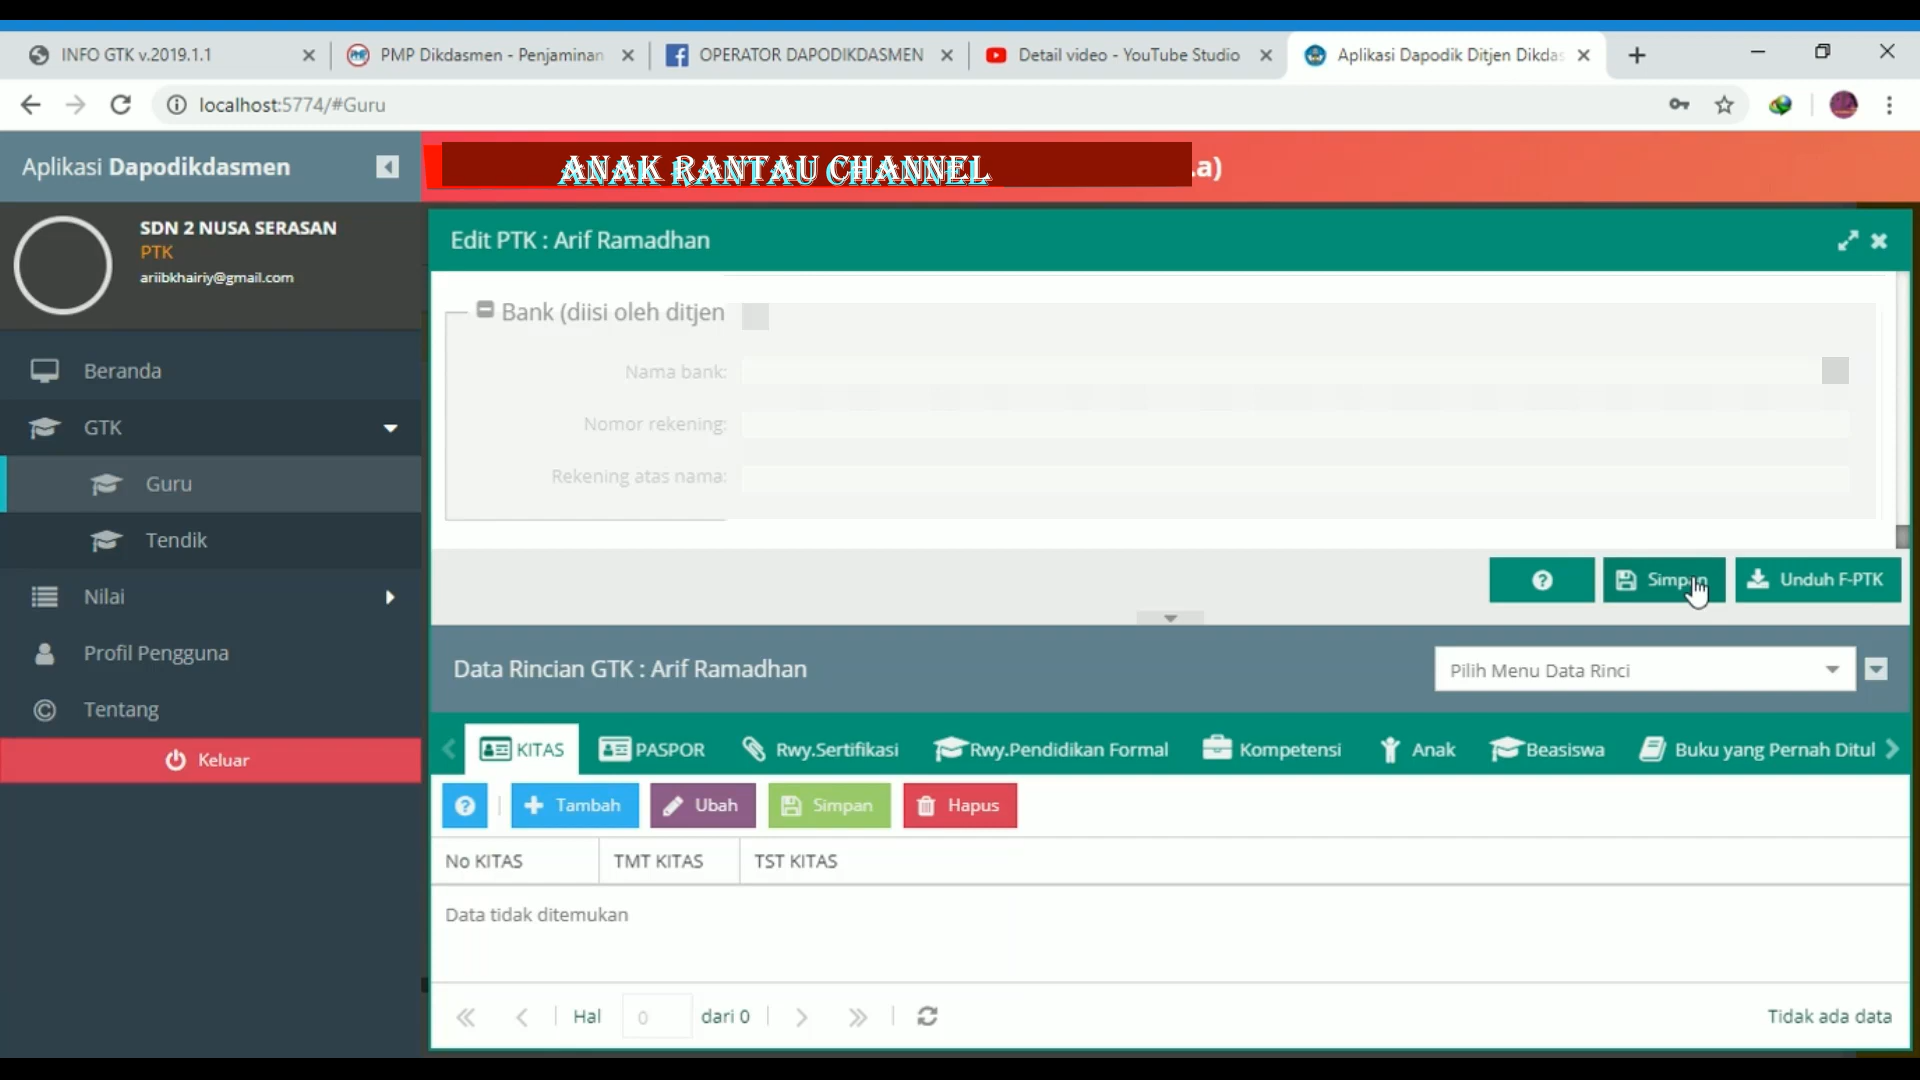 INFO GTK v.2019.1.1
PMP Dikdasmen - Penjaminan
OPERATOR DAPODIKDASMEN
Detail video - YouTube Studio
Aplikasi Dapodik Ditjen Dikdas
localhost:5774/#Guru
Aplikasi Dapodikdasmen
ANAK RANTAU CHANNEL
.a)
SDN 2 NUSA SERASAN
PTK
ariibkhairiy@gmail.com
Beranda
GTK
Guru
Tendik
Nilai
Profil Pengguna
Tentang
Keluar
Edit PTK : Arif Ramadhan
Bank (diisi oleh ditjen
Nama bank:
Nomor rekening:
Rekening atas nama:
Simpan
Unduh F-PTK
Data Rincian GTK : Arif Ramadhan
Pilih Menu Data Rinci
KITAS
PASPOR
Rwy.Sertifikasi
Rwy.Pendidikan Formal
Kompetensi
Anak
Beasiswa
Buku yang Pernah Ditul
Tambah
Ubah
Simpan
Hapus
No KITAS
TMT KITAS
TST KITAS
Data tidak ditemukan
Hal
0
dari 0
Tidak ada data